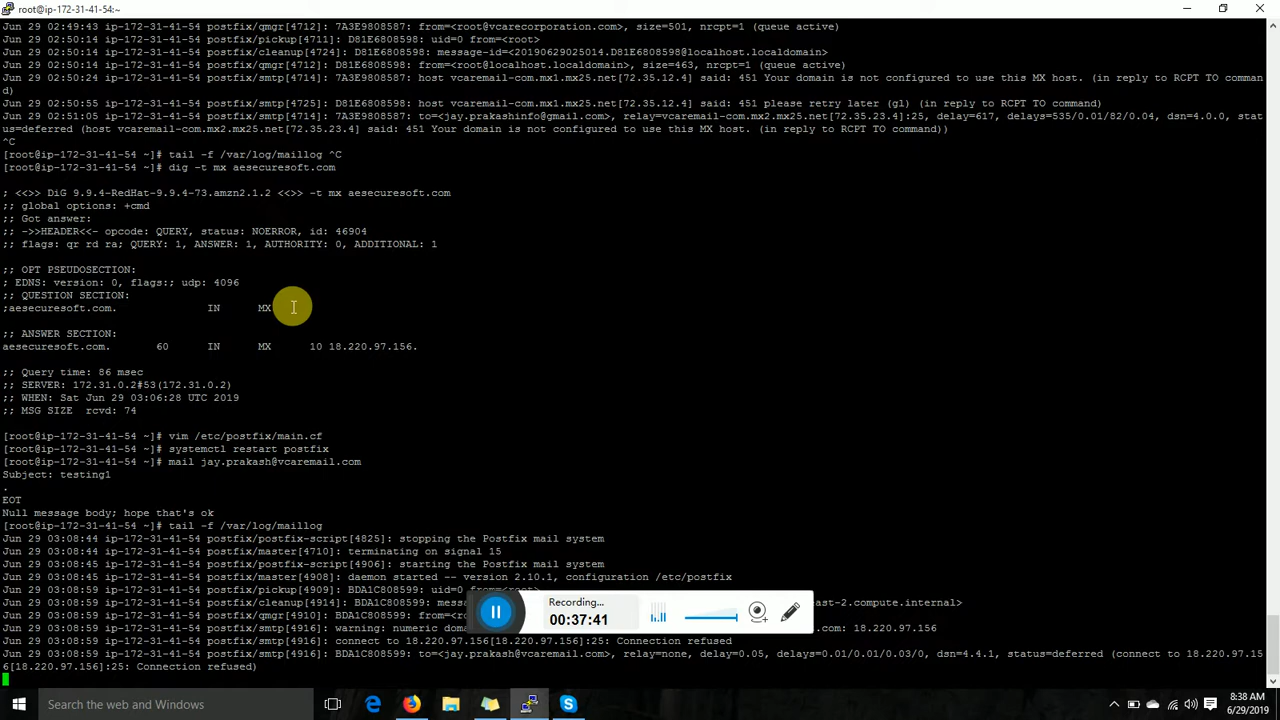 root@ip-172-31-41-54:~
Jun 29 02:49:43 ip-172-31-41-54 postfix/qmgr[4712]: 7A3E9808587: from=<root@vcarecorporation.com>, size=501, nrcpt=1 (queue active)
Jun 29 02:50:14 ip-172-31-41-54 postfix/pickup[4711]: D81E6808598: uid=0 from=<root>
Jun 29 02:50:14 ip-172-31-41-54 postfix/cleanup[4724]: D81E6808598: message-id=<20190629025014.D81E6808598@localhost.localdomain>
Jun 29 02:50:14 ip-172-31-41-54 postfix/qmgr[4712]: D81E6808598: from=<root@localhost.localdomain>, size=463, nrcpt=1 (queue active)
Jun 29 02:50:24 ip-172-31-41-54 postfix/smtp[4714]: D81E6808598: host vcaremail-com.mx1.mx25.net[72.35.12.4] said: 451 Your domain is not configured to use this MX host. (in reply to RCPT TO comman
d)
Jun 29 02:50:55 ip-172-31-41-54 postfix/smtp[4725]: D81E6808598: host vcaremail-com.mx1.mx25.net[72.35.12.4] said: 451 please retry later (gl) (in reply to RCPT TO command)
Jun 29 02:51:05 ip-172-31-41-54 postfix/smtp[4714]: D81E6808598: to=<jay.prakashinfo@gmail.com>, relay=vcaremail-com.mx2.mx25.net[72.35.23.4]:25, delay=617, delays=535/0.01/82/0.04, dsn=4.0.0, stat
us=deferred (host vcaremail-com.mx2.mx25.net[72.35.23.4] said: 451 Your domain is not configured to use this MX host. (in reply to RCPT TO command))
^C
[root@ip-172-31-41-54 ~]# tail -f /var/log/maillog ^C
[root@ip-172-31-41-54 ~]# dig -t mx aesecuresoft.com
; <<>> DiG 9.9.4-RedHat-9.9.4-73.amzn2.1.2 <<>> -t mx aesecuresoft.com
;; global options: +cmd
;; Got answer:
;; ->>HEADER<<- opcode: QUERY, status: NOERROR, id: 46904
;; flags: qr rd ra; QUERY: 1, ANSWER: 1, AUTHORITY: 0, ADDITIONAL: 1
;; OPT PSEUDOSECTION:
; EDNS: version: 0, flags:; udp: 4096
;; QUESTION SECTION:
;aesecuresoft.com. IN MX
;; ANSWER SECTION:
aesecuresoft.com. 60 IN MX 10 18.220.97.156.
;; Query time: 86 msec
;; SERVER: 172.31.0.2#53(172.31.0.2)
;; WHEN: Sat Jun 29 03:06:28 UTC 2019
;; MSG SIZE rcvd: 74
[root@ip-172-31-41-54 ~]# vim /etc/postfix/main.cf
[root@ip-172-31-41-54 ~]# systemctl restart postfix
[root@ip-172-31-41-54 ~]# mail jay.prakash@vcaremail.com
Subject: testing1
.
EOT
Null message body; hope that's ok
[root@ip-172-31-41-54 ~]# tail -f /var/log/maillog
Jun 29 03:08:44 ip-172-31-41-54 postfix/postfix-script[4825]: stopping the Postfix mail system
Jun 29 03:08:44 ip-172-31-41-54 postfix/master[4710]: terminating on signal 15
Jun 29 03:08:45 ip-172-31-41-54 postfix/postfix-script[4906]: starting the Postfix mail system
Jun 29 03:08:45 ip-172-31-41-54 postfix/master[4908]: daemon started -- version 2.10.1, configuration /etc/postfix
Jun 29 03:08:59 ip-172-31-41-54 postfix/pickup[4909]: BDA1C808599: uid=0 from=<root>
Jun 29 03:08:59 ip-172-31-41-54 postfix/cleanup[4914]: BDA1C808599: ast-2.compute.internal>
Jun 29 03:08:59 ip-172-31-41-54 postfix/qmgr[4910]: BDA1C808599:
Jun 29 03:08:59 ip-172-31-41-54 postfix/smtp[4916]: warning: numeric .com: 18.220.97.156
Jun 29 03:08:59 ip-172-31-41-54 postfix/smtp[4916]: connect to 18.220.97.156[18.220.97.156]:25: Connection refused
Jun 29 03:08:59 ip-172-31-41-54 postfix/smtp[4916]: BDA1C808599: to=<jay.prakash@vcaremail.com>, relay=none, delay=0.05, delays=0.01/0.01/0.03/0, dsn=4.4.1, status=deferred (connect to 18.220.97.15
6[18.220.97.156]:25: Connection refused)
Recording...
00:37:41
Search the web and Windows
8:38 AM
6/29/2019